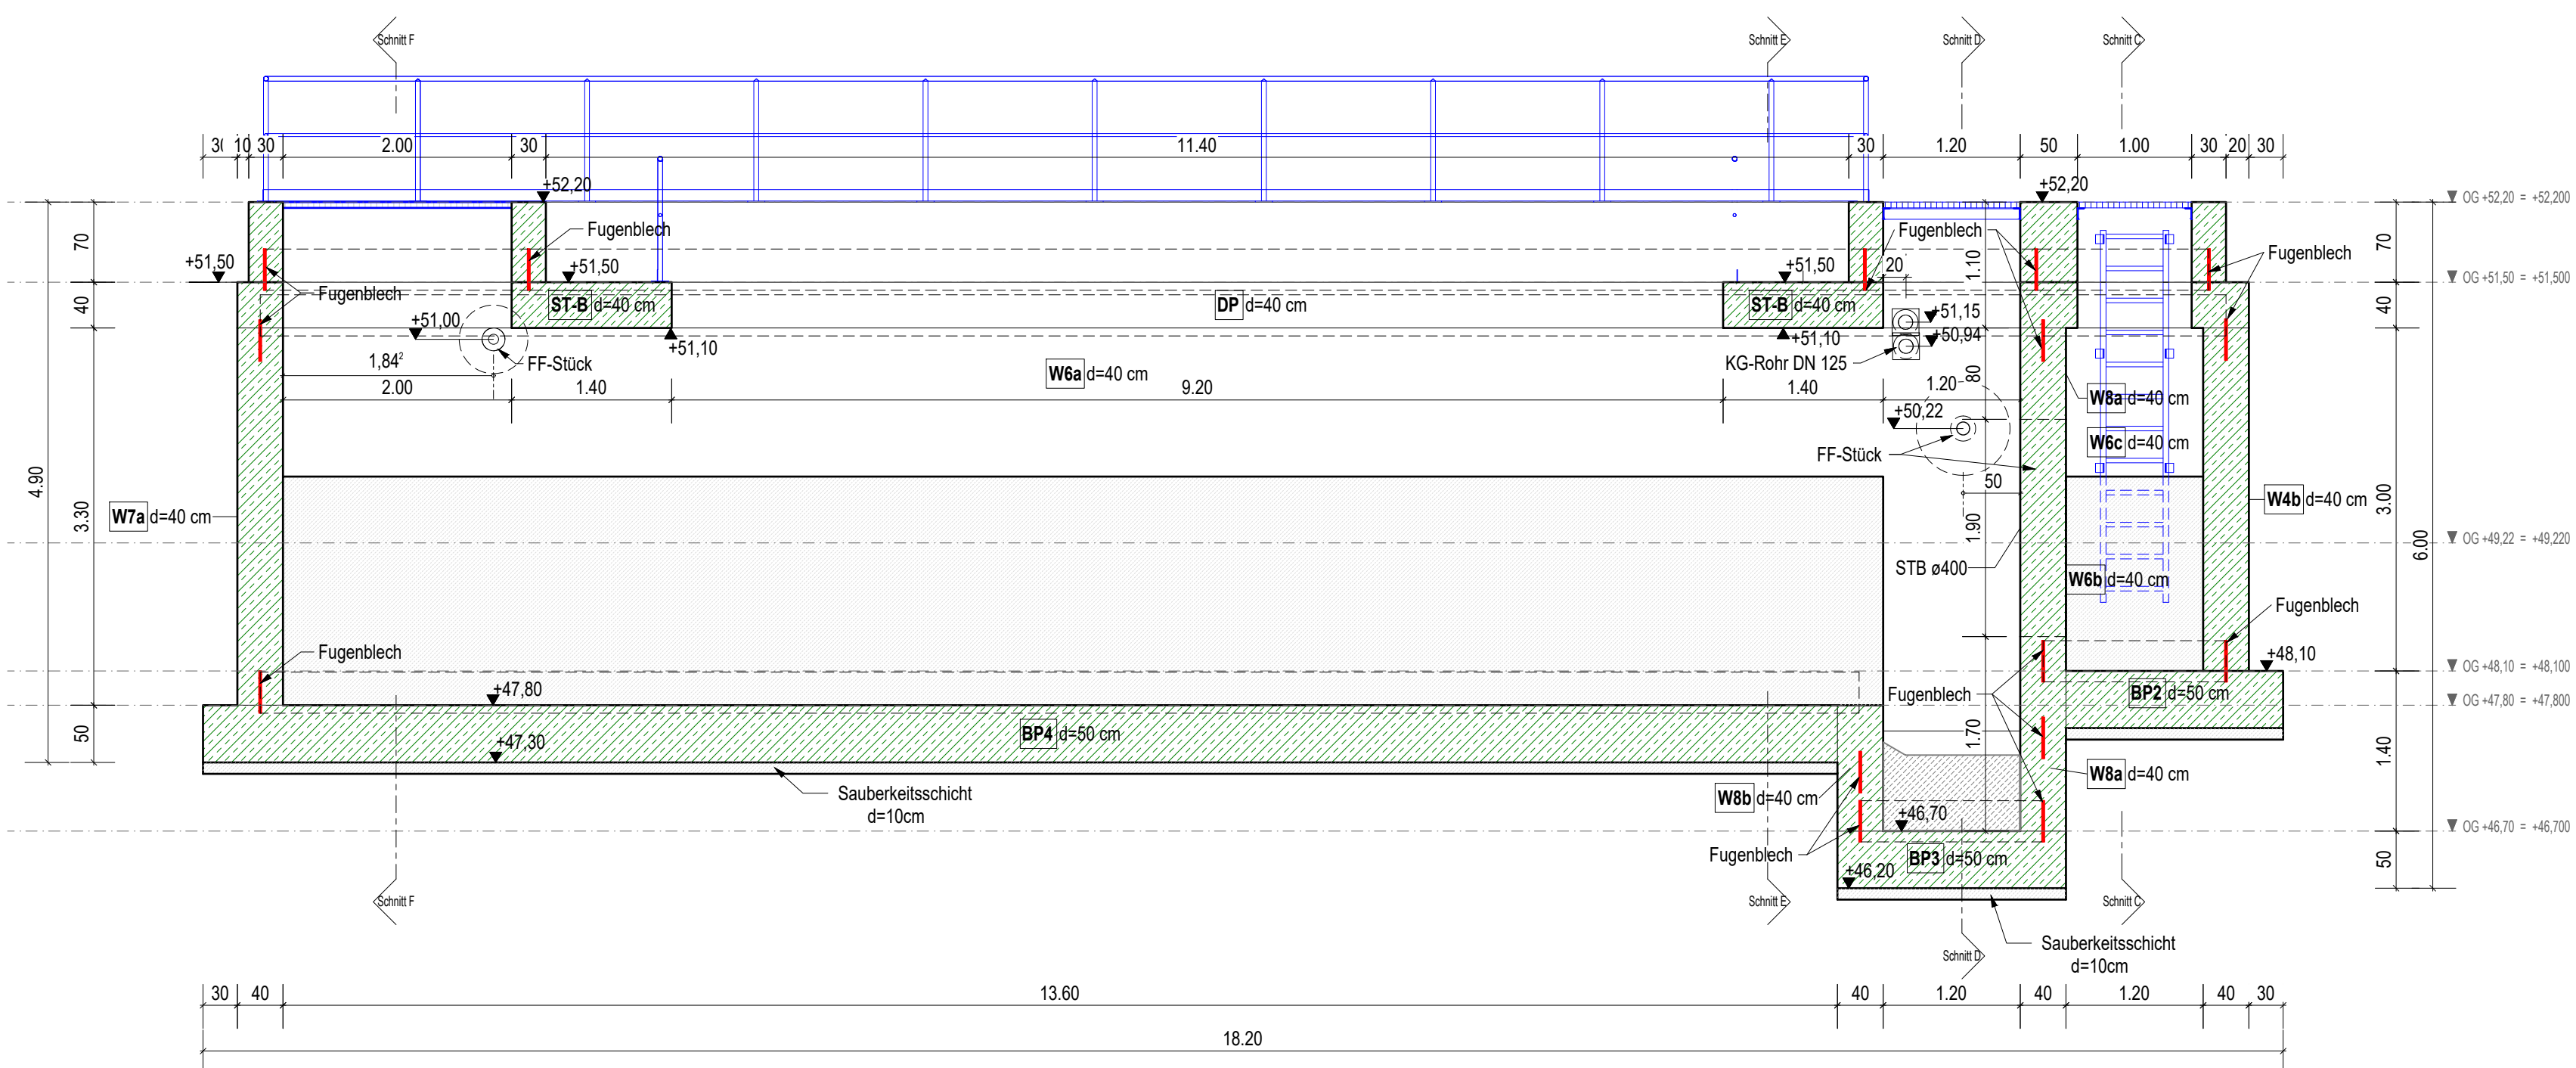 Schnitt F
Schnitt E
Schnitt D
Schnitt C
10
30
2.00
30
11.40
30
1.20
50
1.00
30
20
30
+52,20
+52,20
OG +52,20 = +52,200
Fugenblech
Fugenblech
Fugenblech
70
+51,50
+51,50
+51,50
20
1.10
70
OG +51,50 = +51,500
Fugenblech
40
ST-B d=40 cm
DP d=40 cm
ST-B d=40 cm
+51,15
40
+51,00
+51,10
+51,10
+50,94
1,84²
FF-Stück
W6a d=40 cm
KG-Rohr DN 125
80
2.00
1.40
9.20
1.40
1.20
W8a d=40 cm
+50,22
W6c d=40 cm
FF-Stück
4.90
50
3.30
W7a d=40 cm
1.90
W4b d=40 cm
3.00
6.00
OG +49,22 = +49,220
STB ø400
W6b d=40 cm
Fugenblech
Fugenblech
+48,10
OG +48,10 = +48,100
+47,80
Fugenblech
BP2 d=50 cm
OG +47,80 = +47,800
50
+47,30
BP4 d=50 cm
1.70
1.40
W8a d=40 cm
Sauberkeitsschicht
d=10cm
W8b d=40 cm
+46,70
OG +46,70 = +46,700
Fugenblech
BP3 d=50 cm
50
+46,20
Schnitt F
Schnitt E
Schnitt C
Sauberkeitsschicht
d=10cm
Schnitt D
30
40
13.60
40
1.20
40
1.20
40
30
18.20